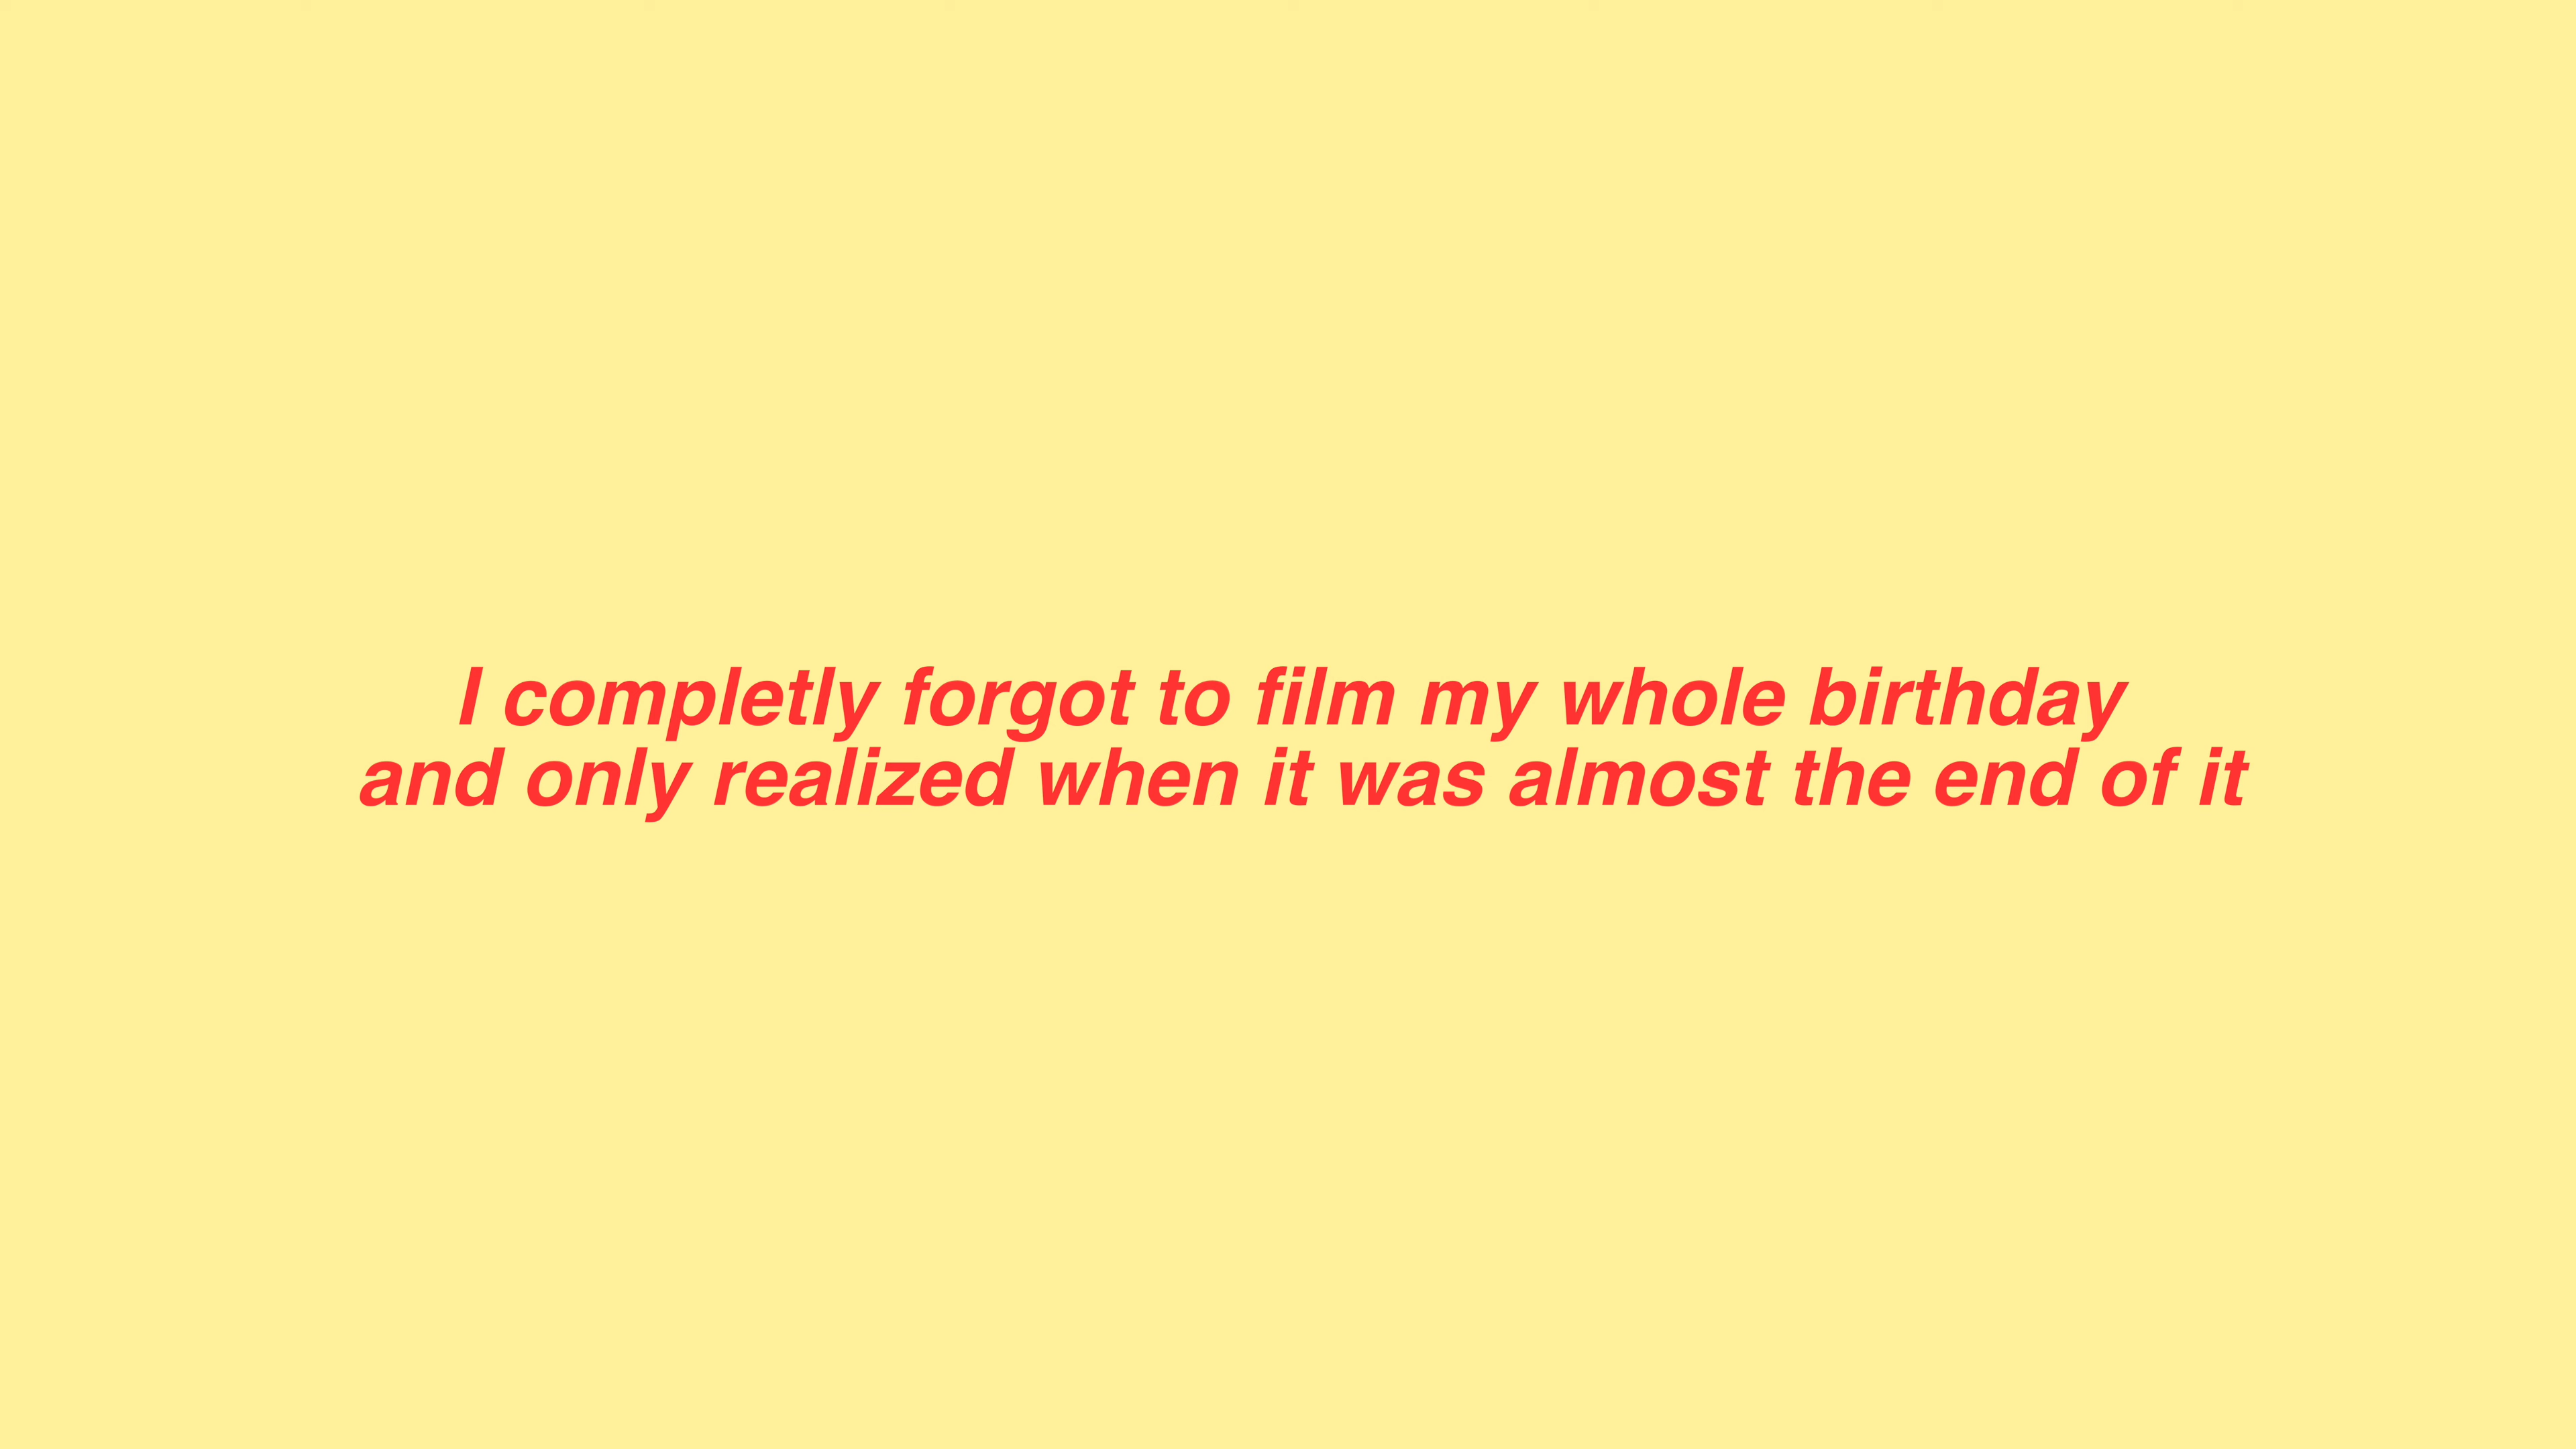 I completly forgot to film my whole birthday
and only realized when it was almost the end of it